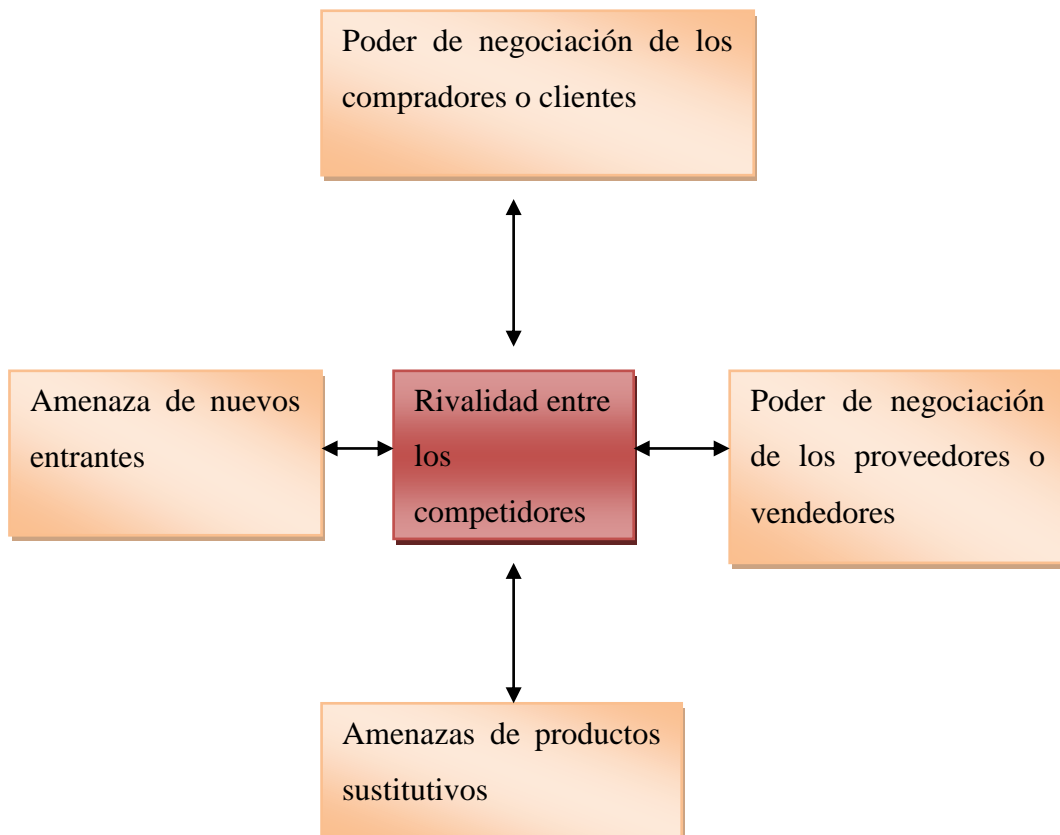 Poder de negociación de los
compradores o clientes
Amenaza de nuevos
entrantes
Rivalidad entre
los
competidores
Poder de negociación
de los proveedores o
vendedores
Amenazas de productos
sustitutivos